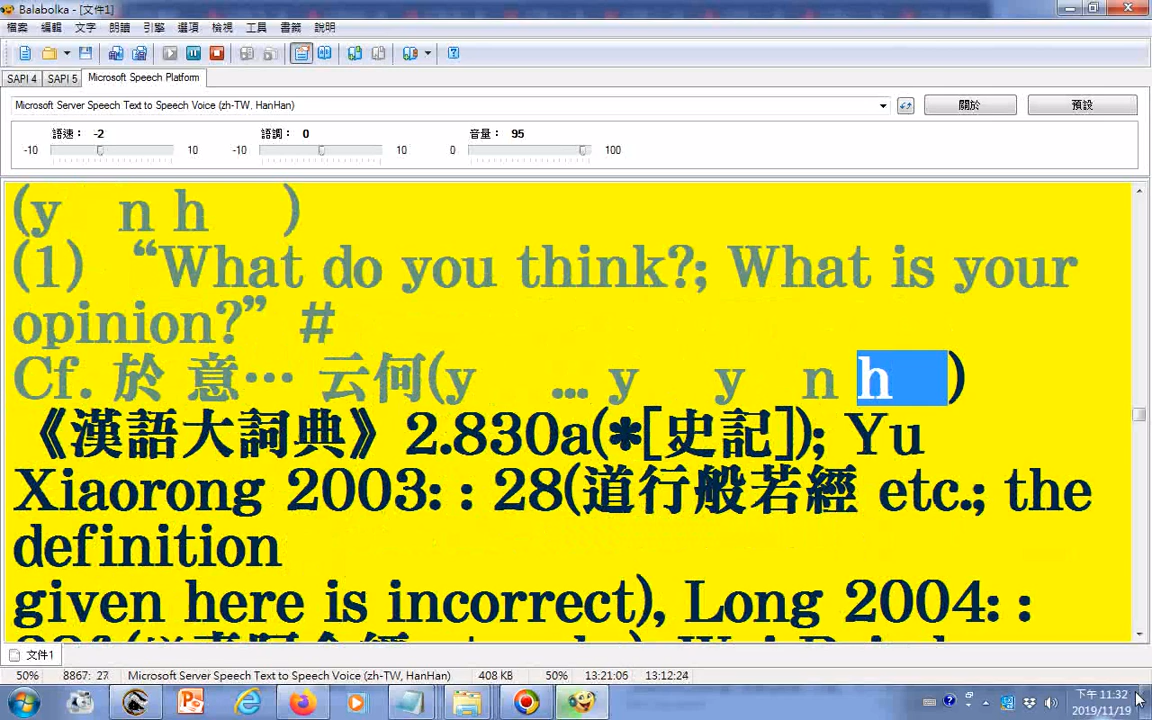 Balabolka - [文件1]
檔案 編輯 文字 朗讀 引擎 選項 檢視 工具 書籤 說明
SAPI 4 SAPI 5 Microsoft Speech Platform
Microsoft Server Speech Text to Speech Voice (zh-TW, HanHan) 關於 預設
語速： -2 語調： 0 音量： 95
-10 10 -10 10 0 100
(y n h )
(1) “What do you think?; What is your
opinion?” #
Cf. 於 意… 云何(y ... y y n h )
《漢語大詞典》2.830a(*[史記]); Yu
Xiaorong 2003: : 28(道行般若經 etc.; the
definition
given here is incorrect), Long 2004: :
文件1
50% 8867: 27 Microsoft Server Speech Text to Speech Voice (zh-TW, HanHan) 408 KB 50% 13:21:06 13:12:24
下午 11:32
2019/11/19